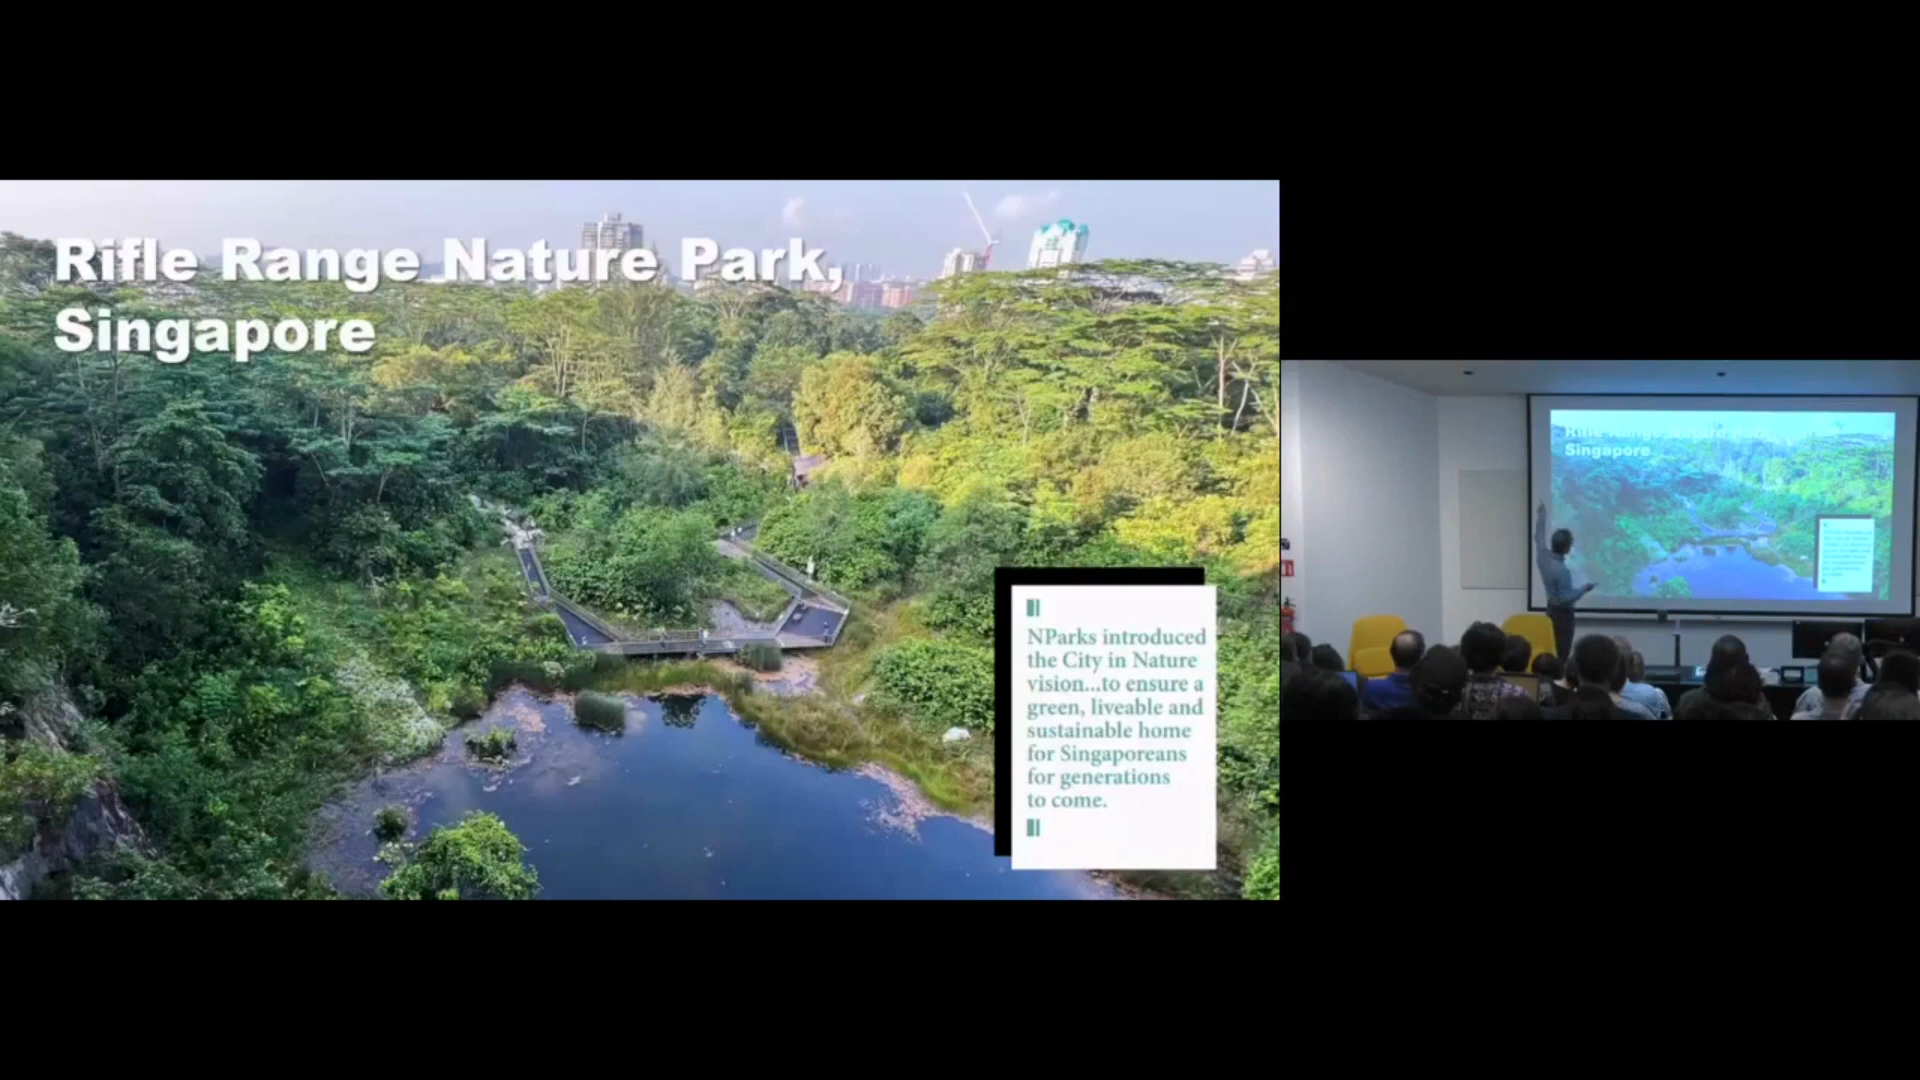 Rifle Range Nature Park,
Singapore
NParks introduced
the City in Nature
vision...to ensure a
green, liveable and
sustainable home
for Singaporeans
for generations
to come.
Singapore